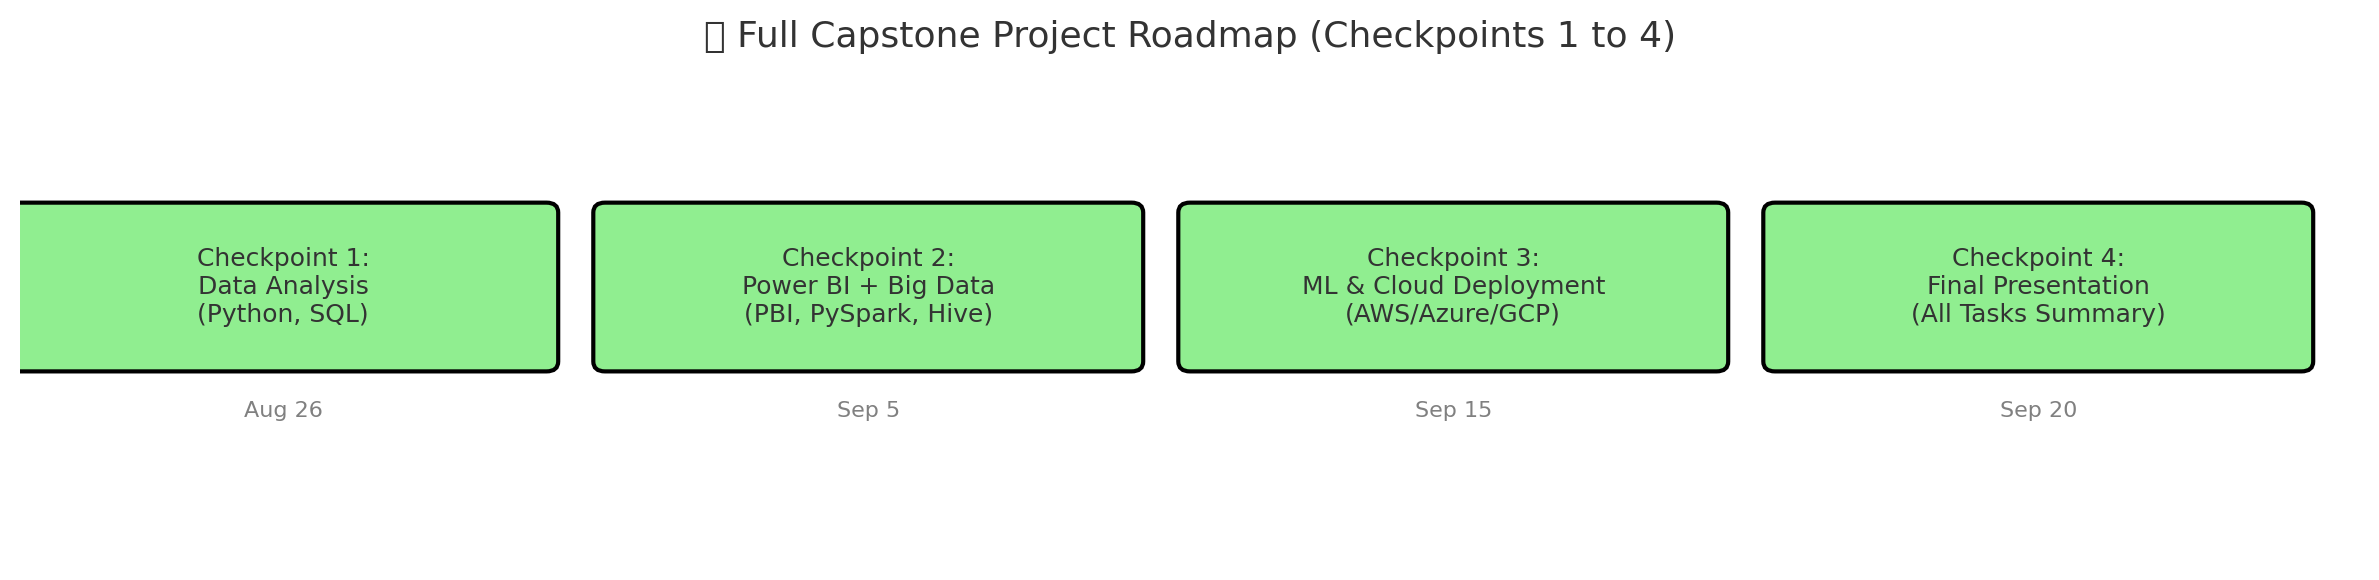 Full Capstone Project Roadmap (Checkpoints 1 to 4)
Checkpoint 1:
Data Analysis
(Python, SQL)
Aug 26
Checkpoint 2:
Power BI + Big Data
(PBI, PySpark, Hive)
Sep 5
Checkpoint 3:
ML & Cloud Deployment
(AWS/Azure/GCP)
Sep 15
Checkpoint 4:
Final Presentation
(All Tasks Summary)
Sep 20